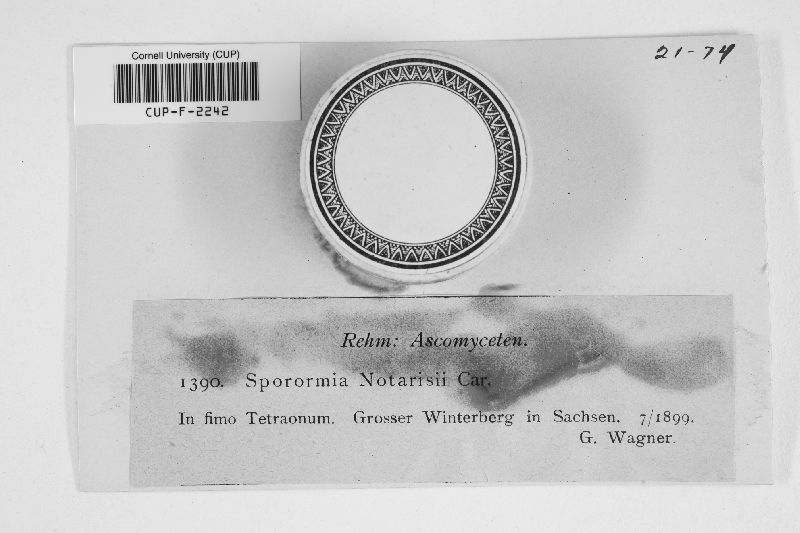 Cornell University (CUP)
CUP-F-2242
21-74
Rehm: Ascomyceten.
1390. Sporormia Notarisii Car.
In fimo Tetraonum. Grosser Winterberg in Sachsen. 7/1899.
G. Wagner.